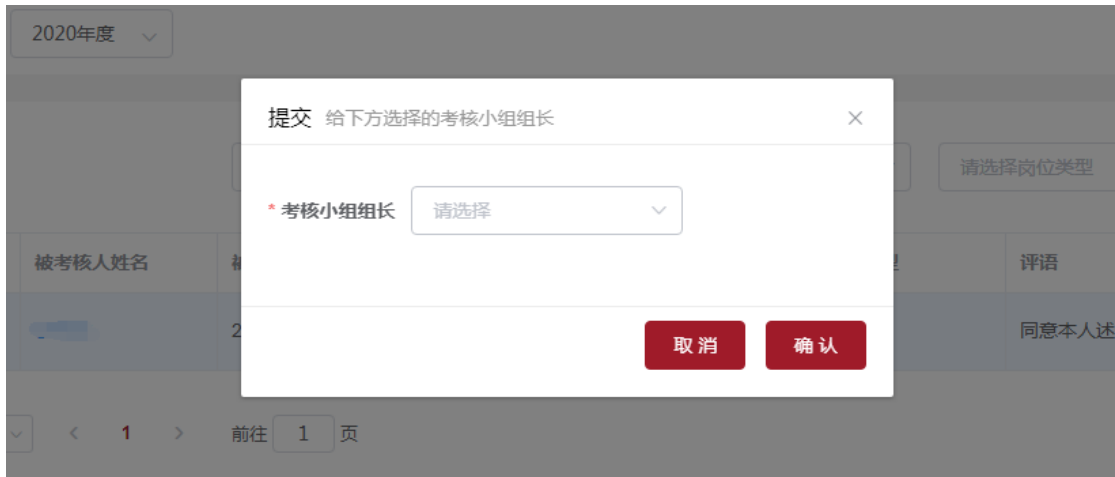 2020年度
提交 给下方选择的考核小组组长
请选择岗位类型
* 考核小组组长 请选择
被考核人姓名
评语
2
同意本人述
取消 确认
< 1 > 前往 1 页